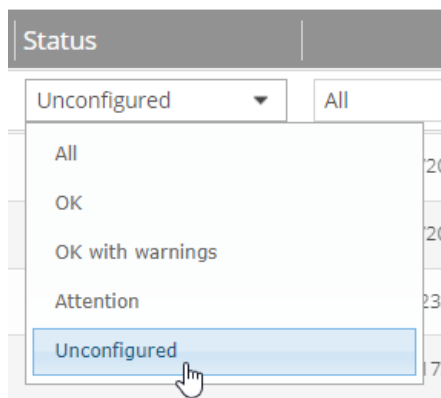 Status
Unconfigured
All
All
OK
OK with warnings
Attention
Unconfigured